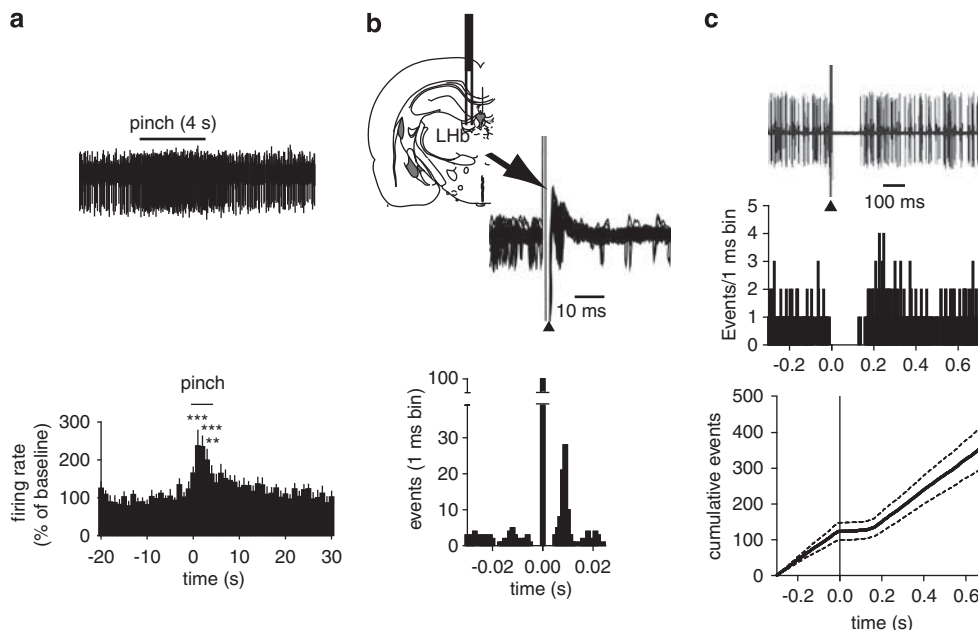 a
pinch (4 s)
pinch
***
***
**
firing rate
(% of baseline)
300
200
100
0
-20
-10
0
10
20
30
time (s)
b
LHb
10 ms
events (1 ms bin)
100
30
20
10
0
-0.02
0.00
0.02
time (s)
c
100 ms
Events/1 ms bin
5
4
3
2
1
0
-0.2
0.0
0.2
0.4
0.6
cumulative events
500
400
300
200
100
0
-0.2
0.0
0.2
0.4
0.6
time (s)